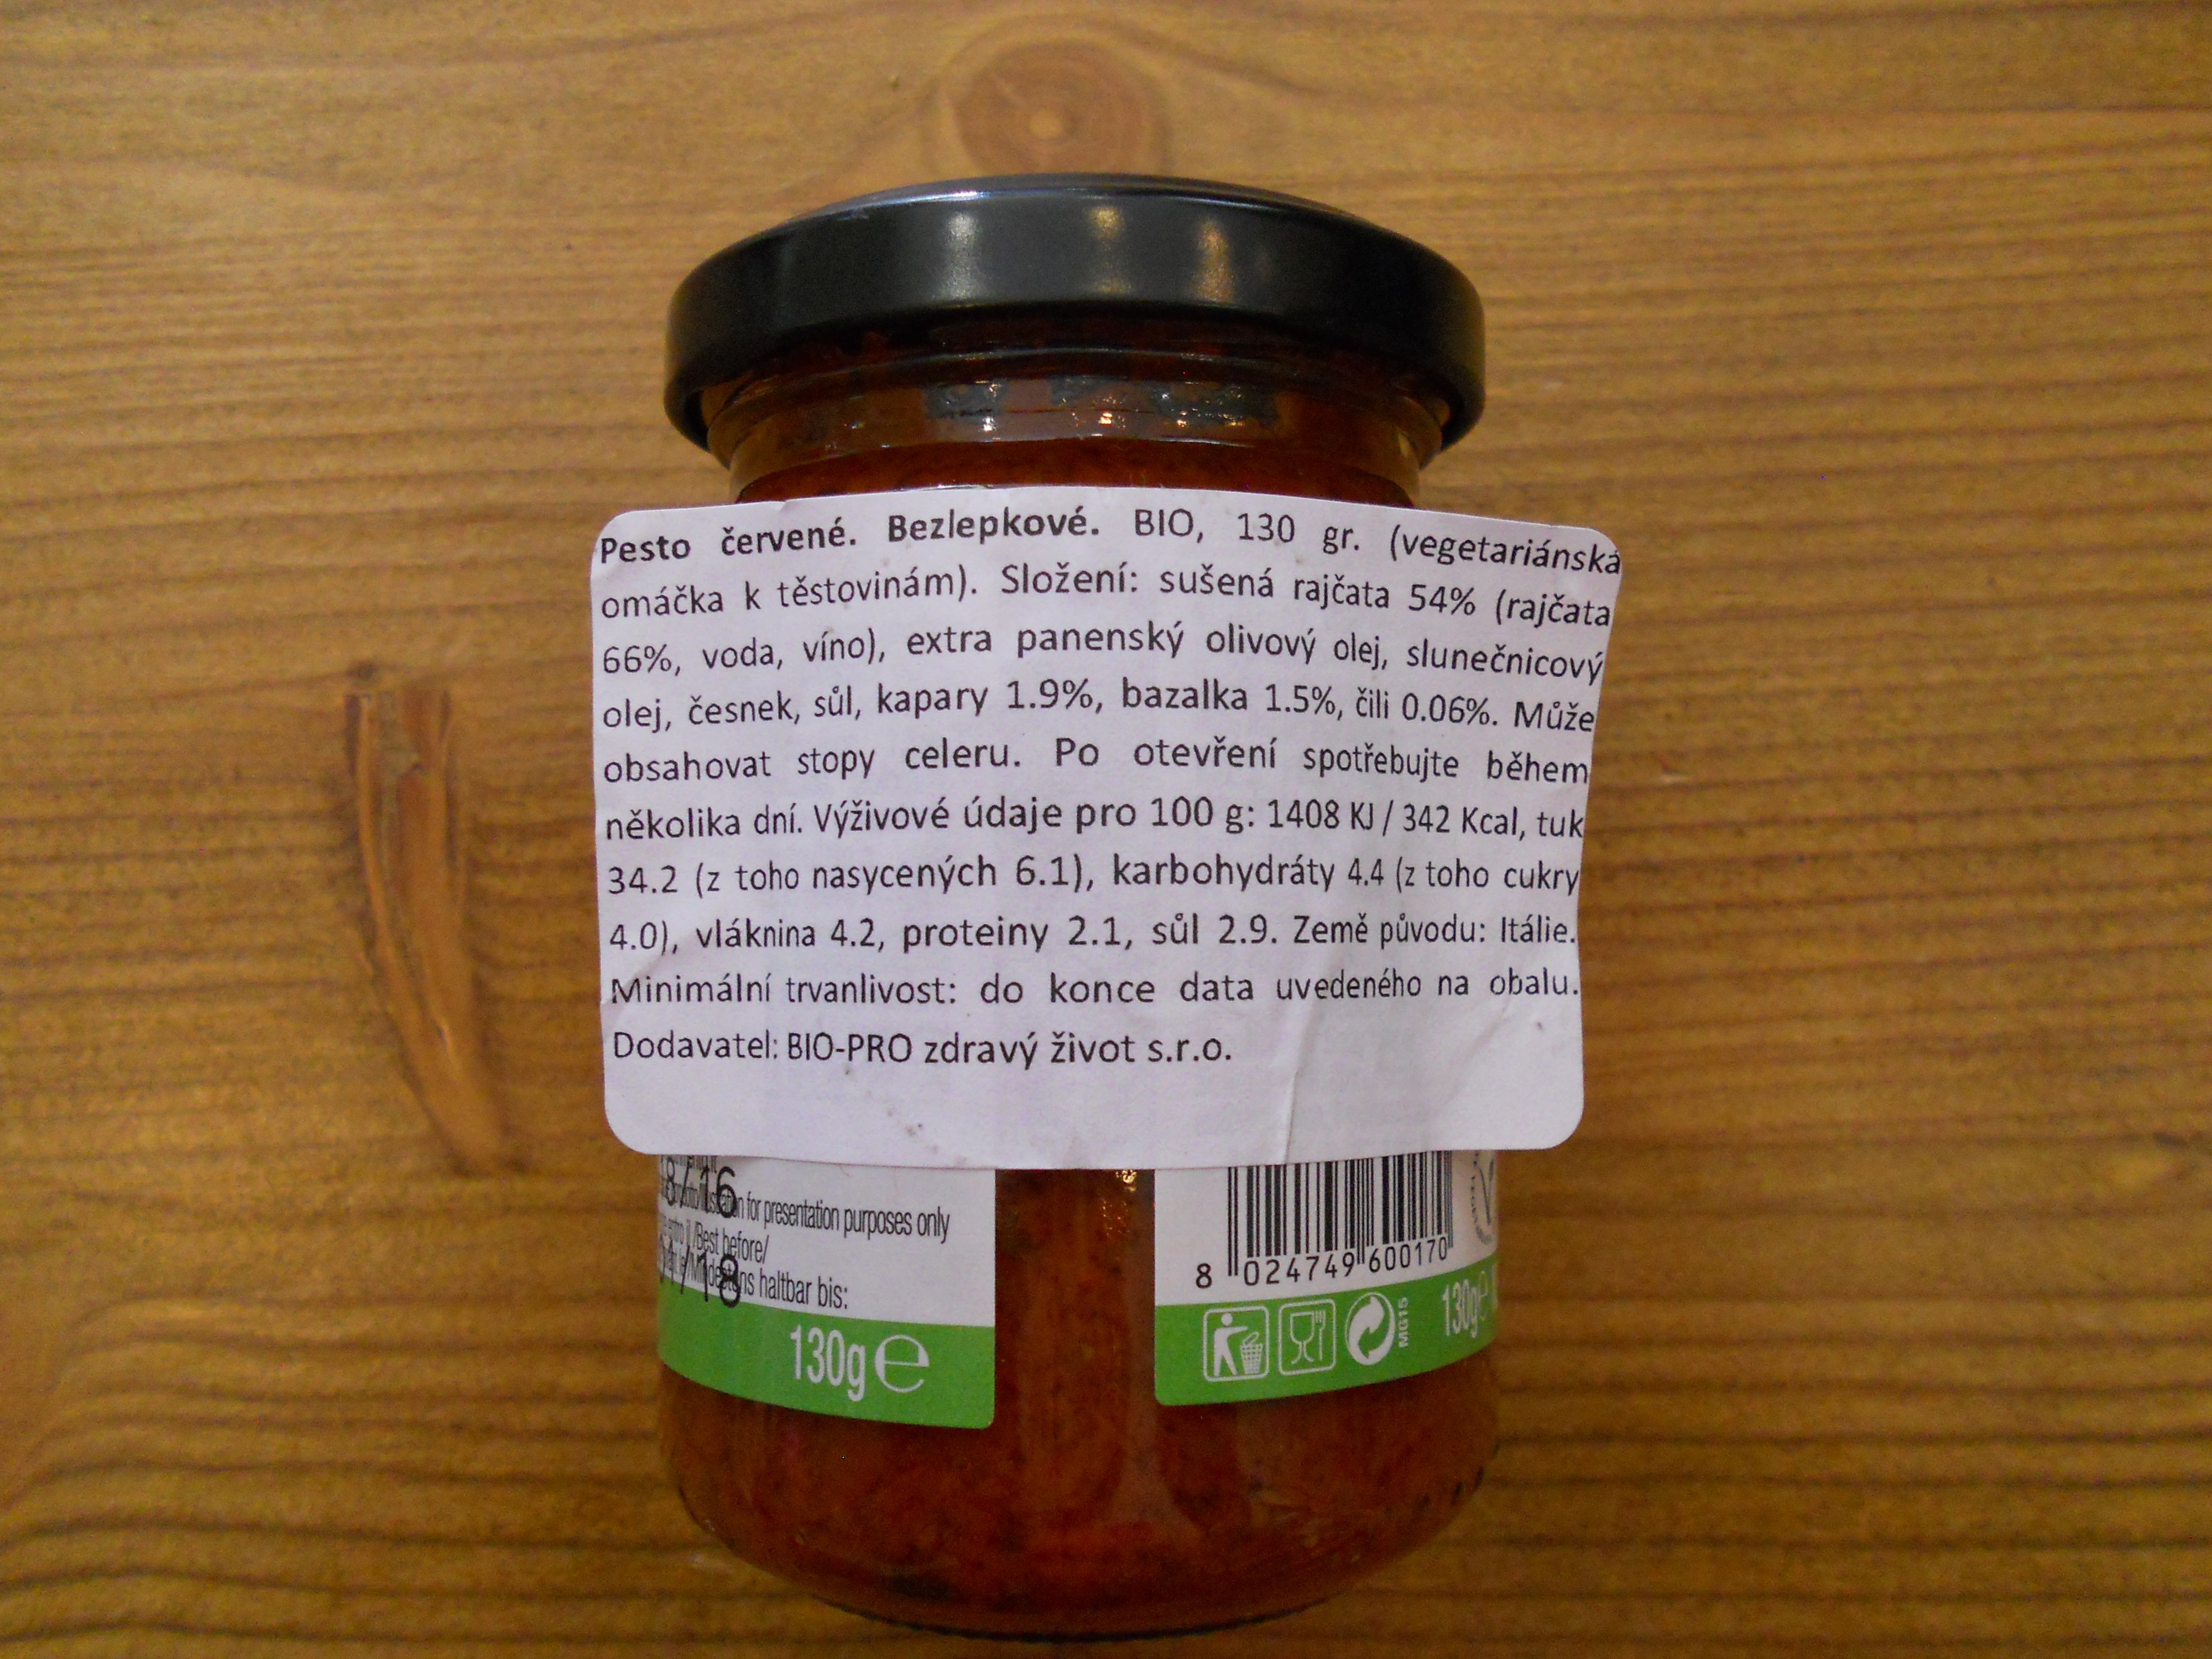 Pesto červené. Bezlepkové. BIO, 130 gr. (vegetariánská
omáčka k těstovinám). Složení: sušená rajčata 54% (rajčata
66%, voda, víno), extra panenský olivový olej, slunečnicový
olej, česnek, sůl, kapary 1.9%, bazalka 1.5%, čili 0.06%. Může
obsahovat stopy celeru. Po otevření spotřebujte během
několika dní. Výživové údaje pro 100 g: 1408 KJ / 342 Kcal, tuk
34.2 (z toho nasycených 6.1), karbohydráty 4.4 (z toho cukry
4.0), vláknina 4.2, proteiny 2.1, sůl 2.9. Země původu: Itálie.
Minimální trvanlivost: do konce data uvedeného na obalu.
Dodavatel: BIO-PRO zdravý život s.r.o.
8/16
for presentation purposes only
/Best before/
haltbar bis:
/18
130g e
8 024749 600170
MG15
130g e